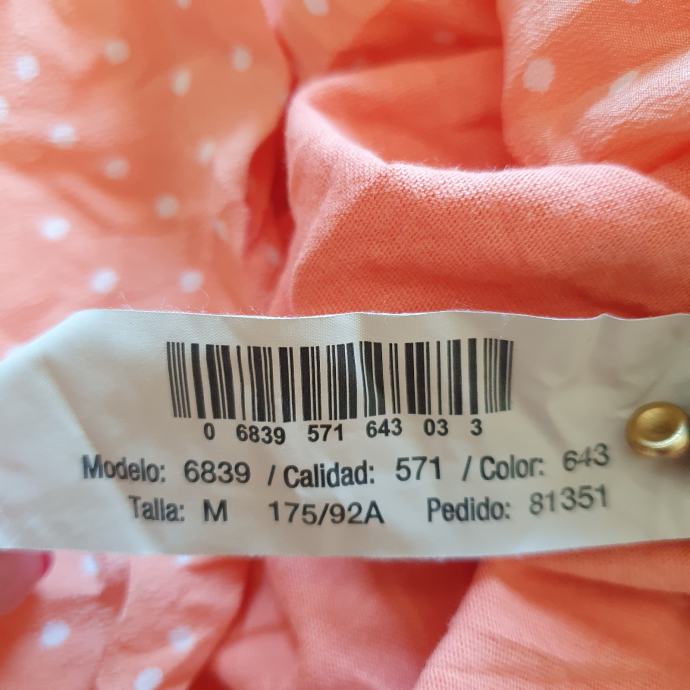 0 6839 571 643 03 3
Modelo: 6839 / Calidad: 571 / Color: 643
Talla: M 175/92A Pedido: 81351